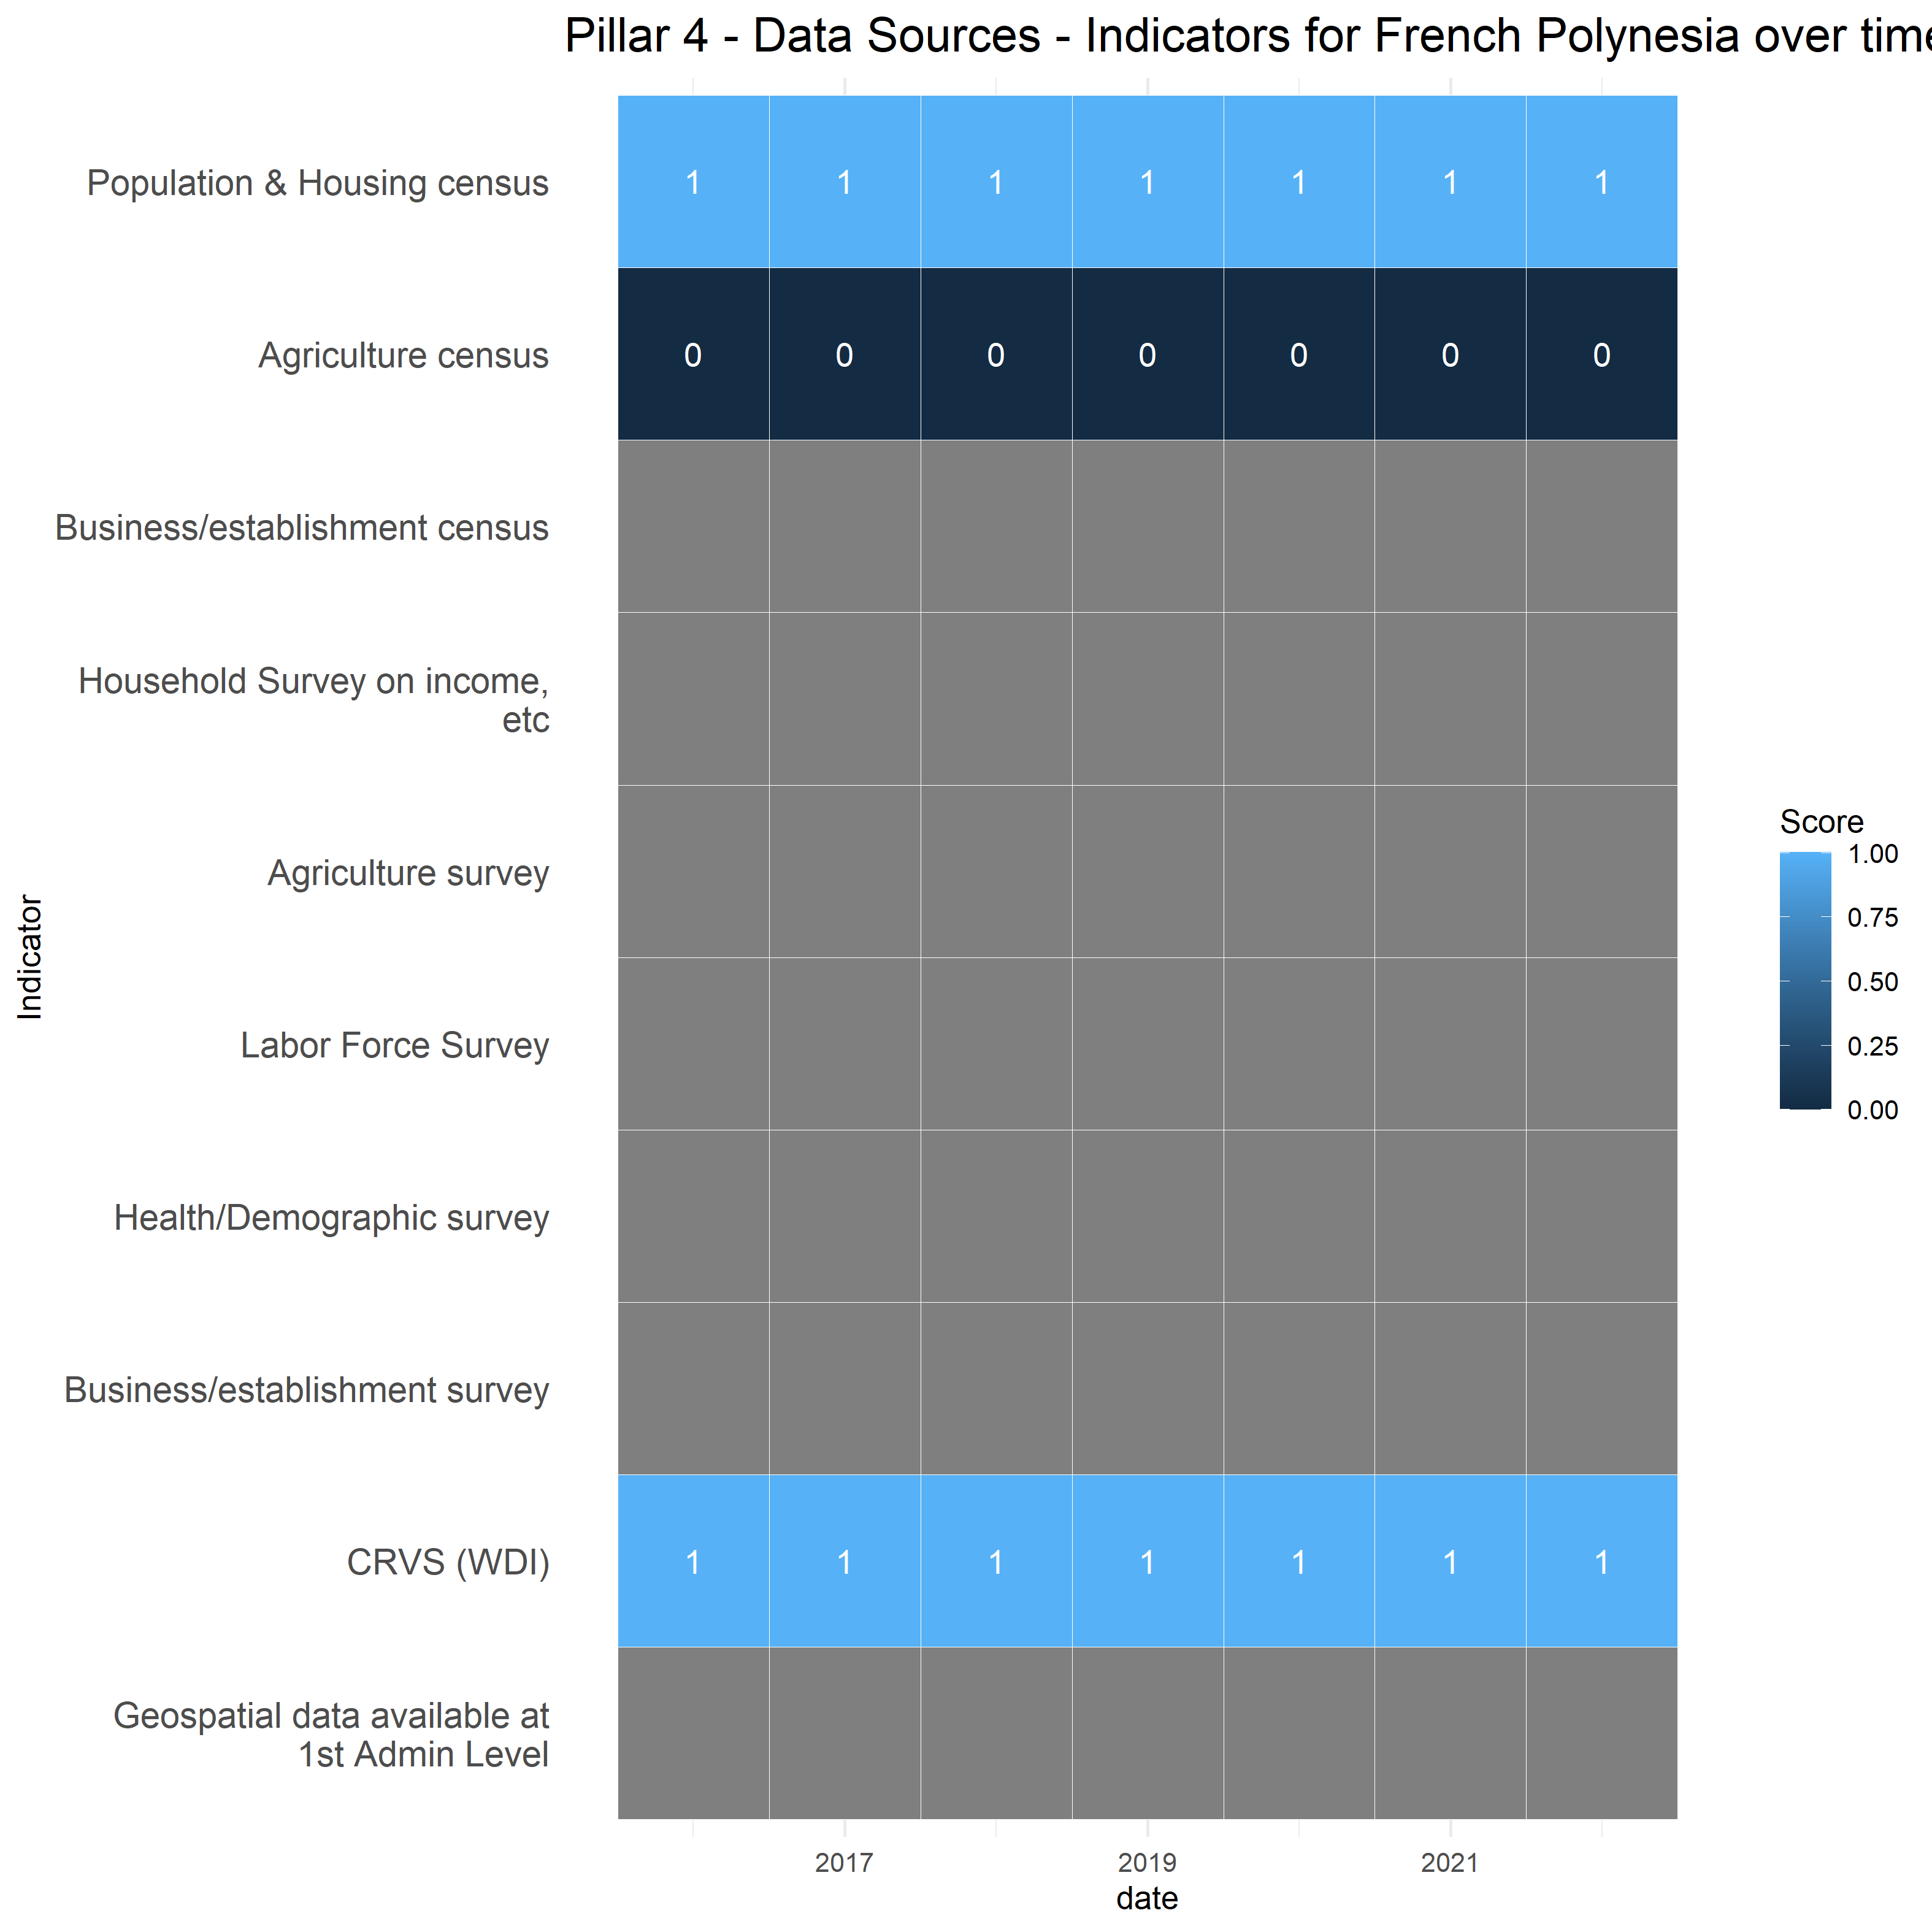 Pillar 4 - Data Sources - Indicators for French Polynesia over time
Population & Housing census
1 1 1 1 1 1 1
Agriculture census
0 0 0 0 0 0 0
Business/establishment census
Household Survey on income,
etc
Agriculture survey
Labor Force Survey
Health/Demographic survey
Business/establishment survey
CRVS (WDI)
1 1 1 1 1 1 1
Geospatial data available at
1st Admin Level
Indicator
2017 2019 2021
date
Score
1.00
0.75
0.50
0.25
0.00